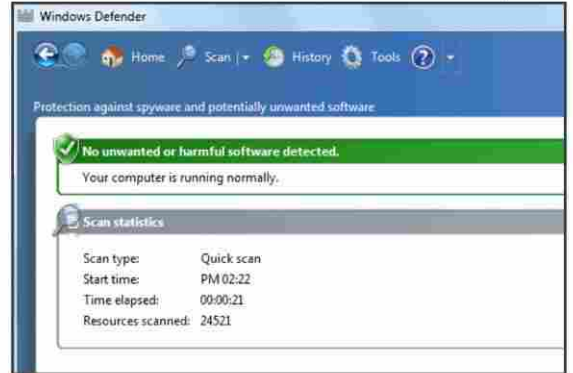 Windows Defender
Home Scan History Tools ?
Protection against spyware and potentially unwanted software
No unwanted or harmful software detected.
Your computer is running normally.
Scan statistics
Scan type: Quick scan
Start time: PM 02:22
Time elapsed: 00:00:21
Resources scanned: 24521